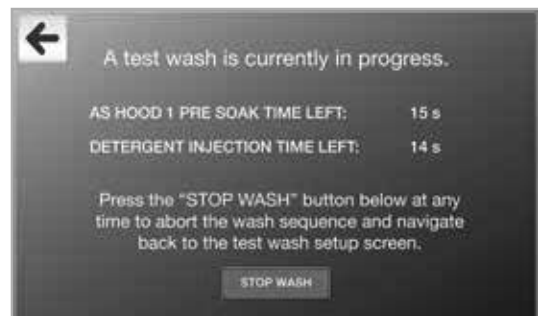 A test wash is currently in progress.
AS HOOD 1 PRE SOAK TIME LEFT: 15 s
DETERGENT INJECTION TIME LEFT: 14 s
Press the "STOP WASH" button below at any
time to abort the wash sequence and navigate
back to the test wash setup screen.
STOP WASH